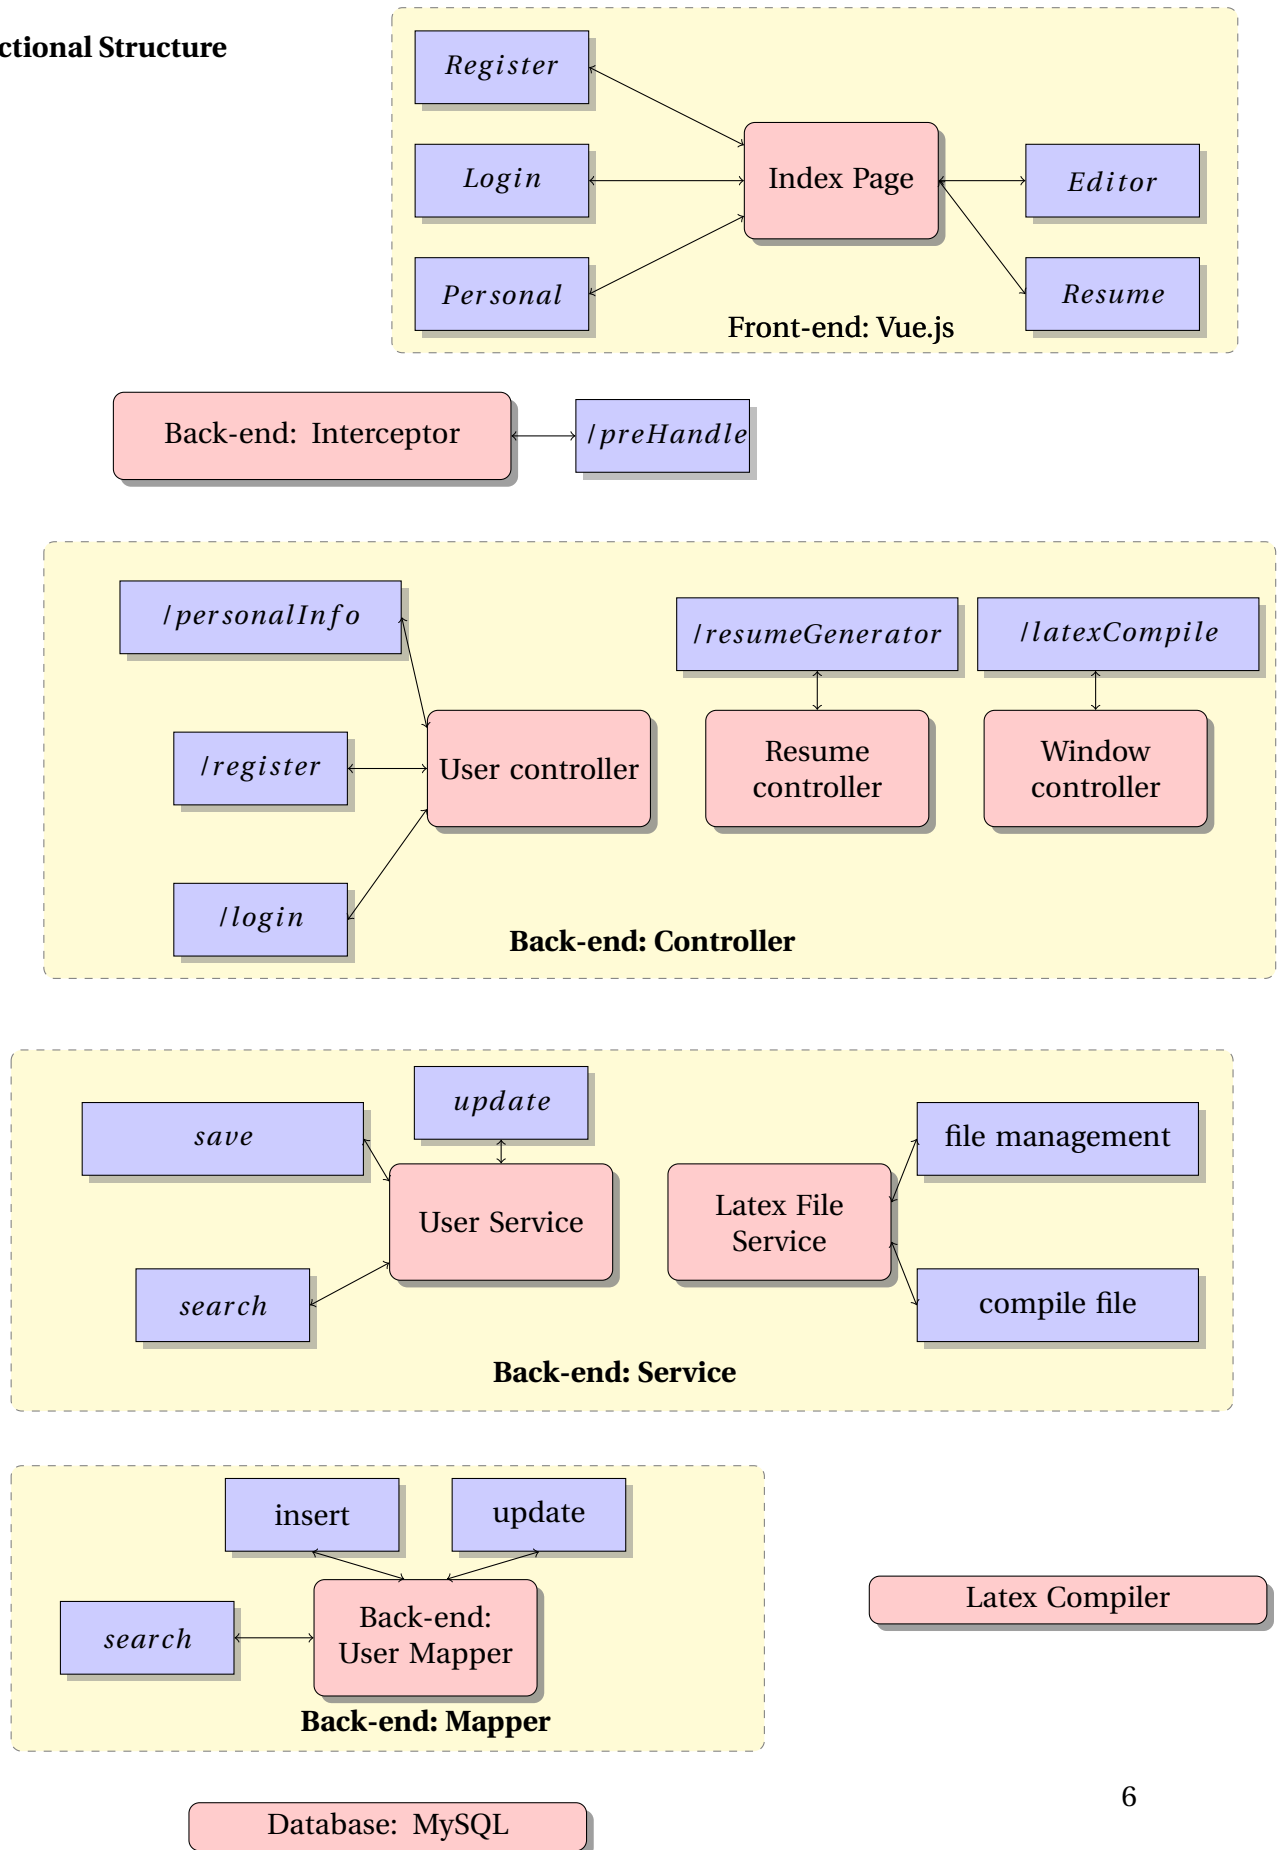 ctional Structure
Register
Login
Personal
Index Page
Editor
Resume
Front-end: Vue.js
Back-end: Interceptor
/preHandle
/personalInfo
/register
/login
User controller
/resumeGenerator
Resume
controller
/latexCompile
Window
controller
Back-end: Controller
save
update
search
User Service
Latex File
Service
file management
compile file
Back-end: Service
insert
update
search
Back-end:
User Mapper
Back-end: Mapper
Latex Compiler
Database: MySQL
6